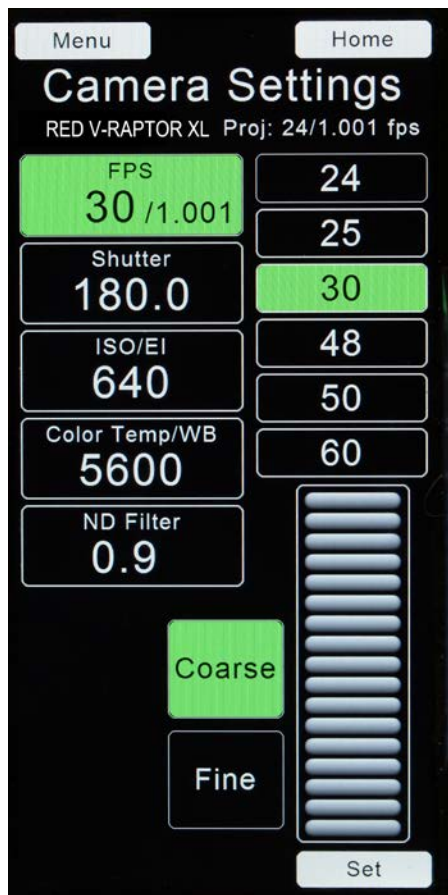 Menu
Home
Camera Settings
RED V-RAPTOR XL Proj: 24/1.001 fps
FPS
30 /1.001
Shutter
180.0
ISO/EI
640
Color Temp/WB
5600
ND Filter
0.9
24
25
30
48
50
60
Coarse
Fine
Set